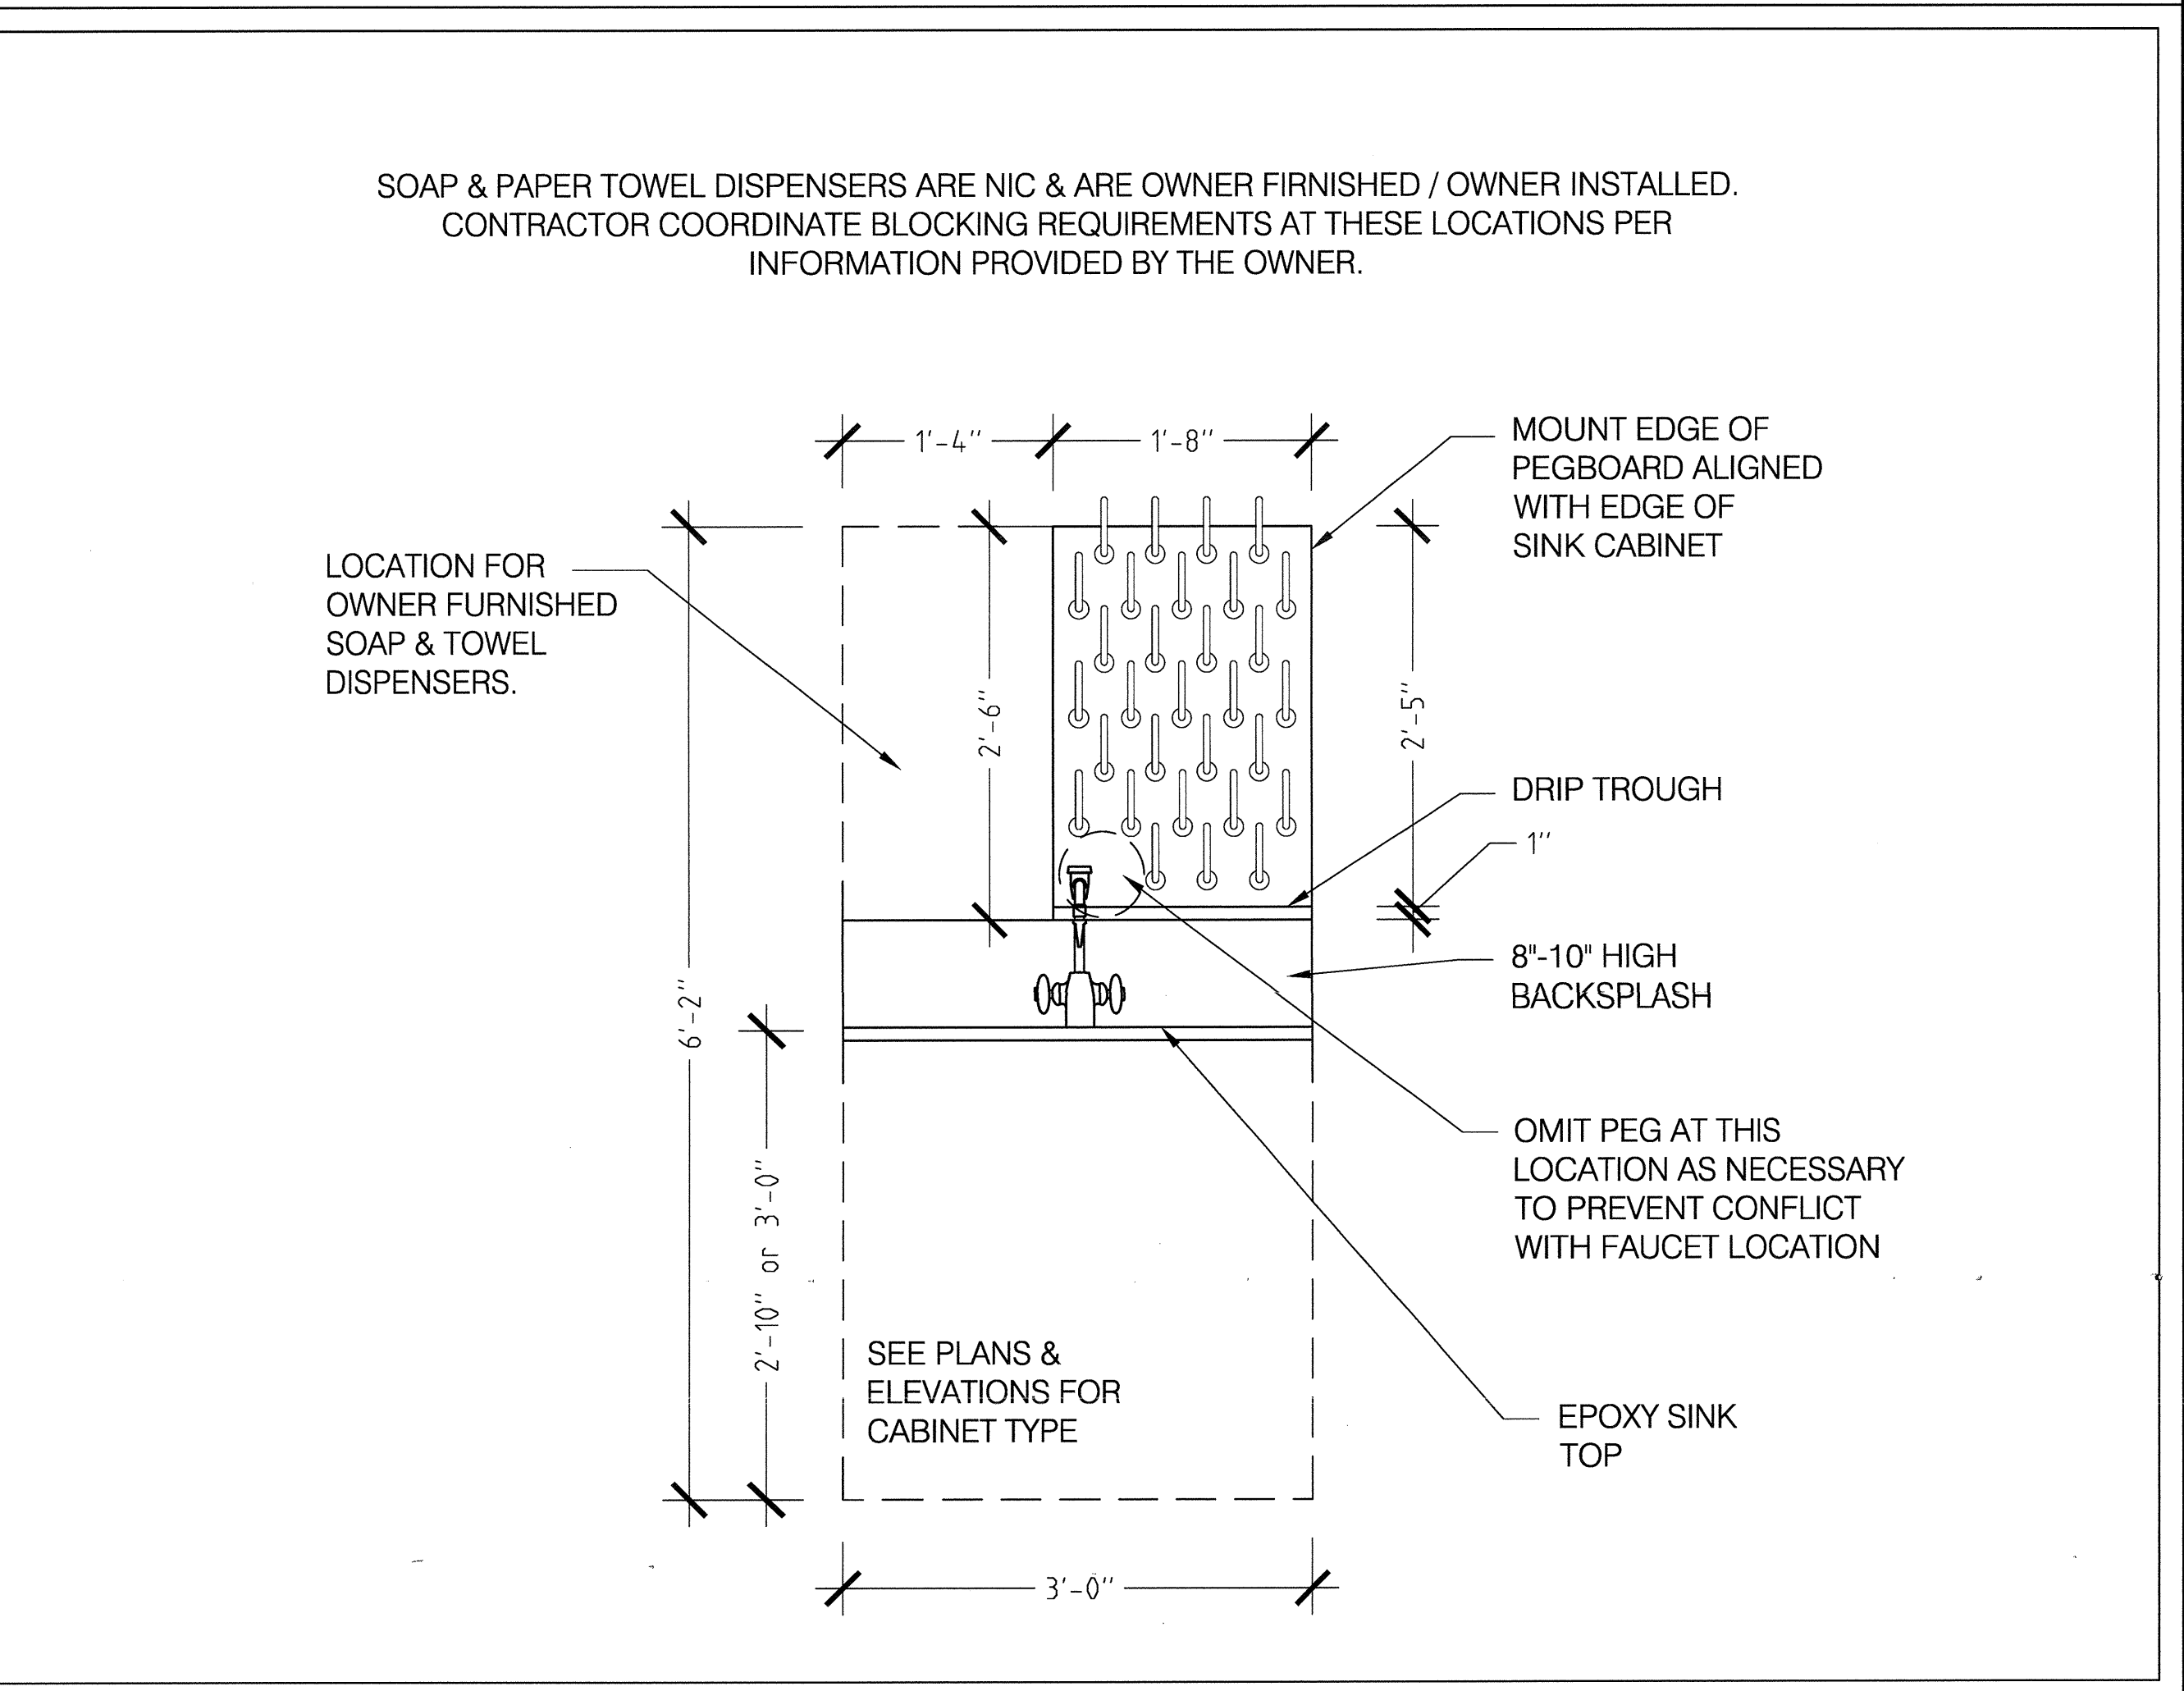 SOAP & PAPER TOWEL DISPENSERS ARE NIC & ARE OWNER FIRNISHED / OWNER INSTALLED.
CONTRACTOR COORDINATE BLOCKING REQUIREMENTS AT THESE LOCATIONS PER
INFORMATION PROVIDED BY THE OWNER.
1'-4"
1'-8"
MOUNT EDGE OF
PEGBOARD ALIGNED
WITH EDGE OF
SINK CABINET
LOCATION FOR
OWNER FURNISHED
SOAP & TOWEL
DISPENSERS.
2'-6"
2'-5"
DRIP TROUGH
1"
8"-10" HIGH
BACKSPLASH
6'-2"
2'-10" or 3'-0"
OMIT PEG AT THIS
LOCATION AS NECESSARY
TO PREVENT CONFLICT
WITH FAUCET LOCATION
SEE PLANS &
ELEVATIONS FOR
CABINET TYPE
EPOXY SINK
TOP
3'-0"